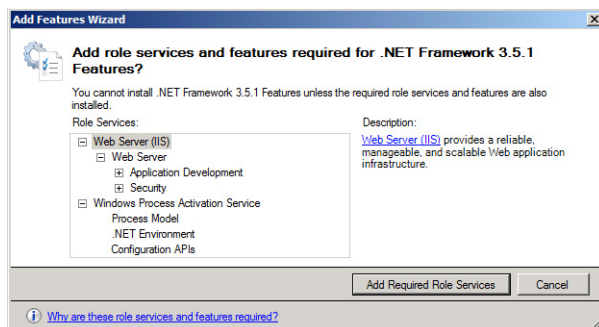 Add Features Wizard
Add role services and features required for .NET Framework 3.5.1
Features?
You cannot install .NET Framework 3.5.1 Features unless the required role services and features are also
installed.
Role Services:
Web Server (IIS)
Web Server
Application Development
Security
Windows Process Activation Service
Process Model
.NET Environment
Configuration APIs
Description:
Web Server (IIS) provides a reliable,
manageable, and scalable Web application
infrastructure.
Add Required Role Services
Cancel
Why are these role services and features required?